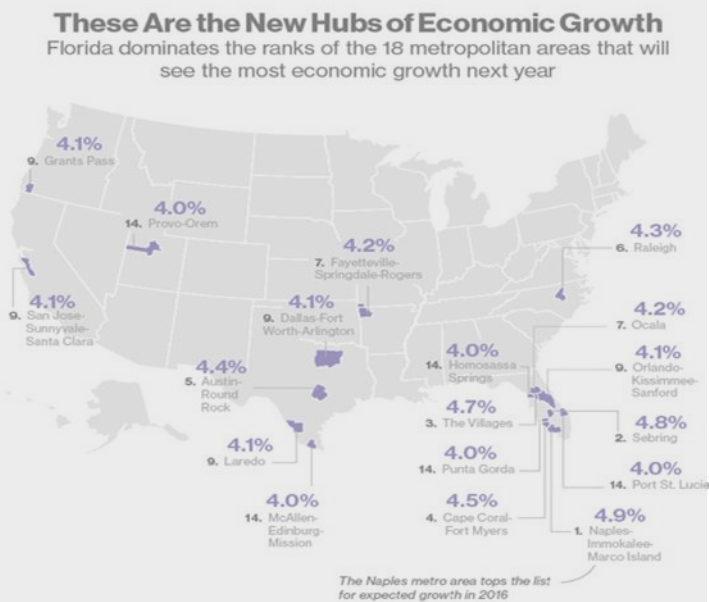 These Are the New Hubs of Economic Growth
Florida dominates the ranks of the 18 metropolitan areas that will
see the most economic growth next year
4.1%
9. Grants Pass
4.0%
14. Provo-Orem
4.1%
9. San Jose-
Sunnyvale-
Santa Clara
4.2%
7. Fayetteville-
Springdale-Rogers
4.1%
9. Dallas-Fort
Worth-Arlington
4.4%
5. Austin-
Round
Rock
4.1%
9. Laredo
4.0%
14. McAllen-
Edinburg-
Mission
4.3%
6. Raleigh
4.2%
7. Ocala
4.0%
14. Homosassa
Springs
4.1%
9. Orlando-
Kissimmee-
Sanford
4.7%
3. The Villages
4.8%
2. Sebring
4.0%
14. Punta Gorda
4.0%
14. Port St. Lucie
4.5%
4. Cape Coral-
Fort Myers
4.9%
1. Naples-
Immokalee-
Marco Island
The Naples metro area tops the list
for expected growth in 2016